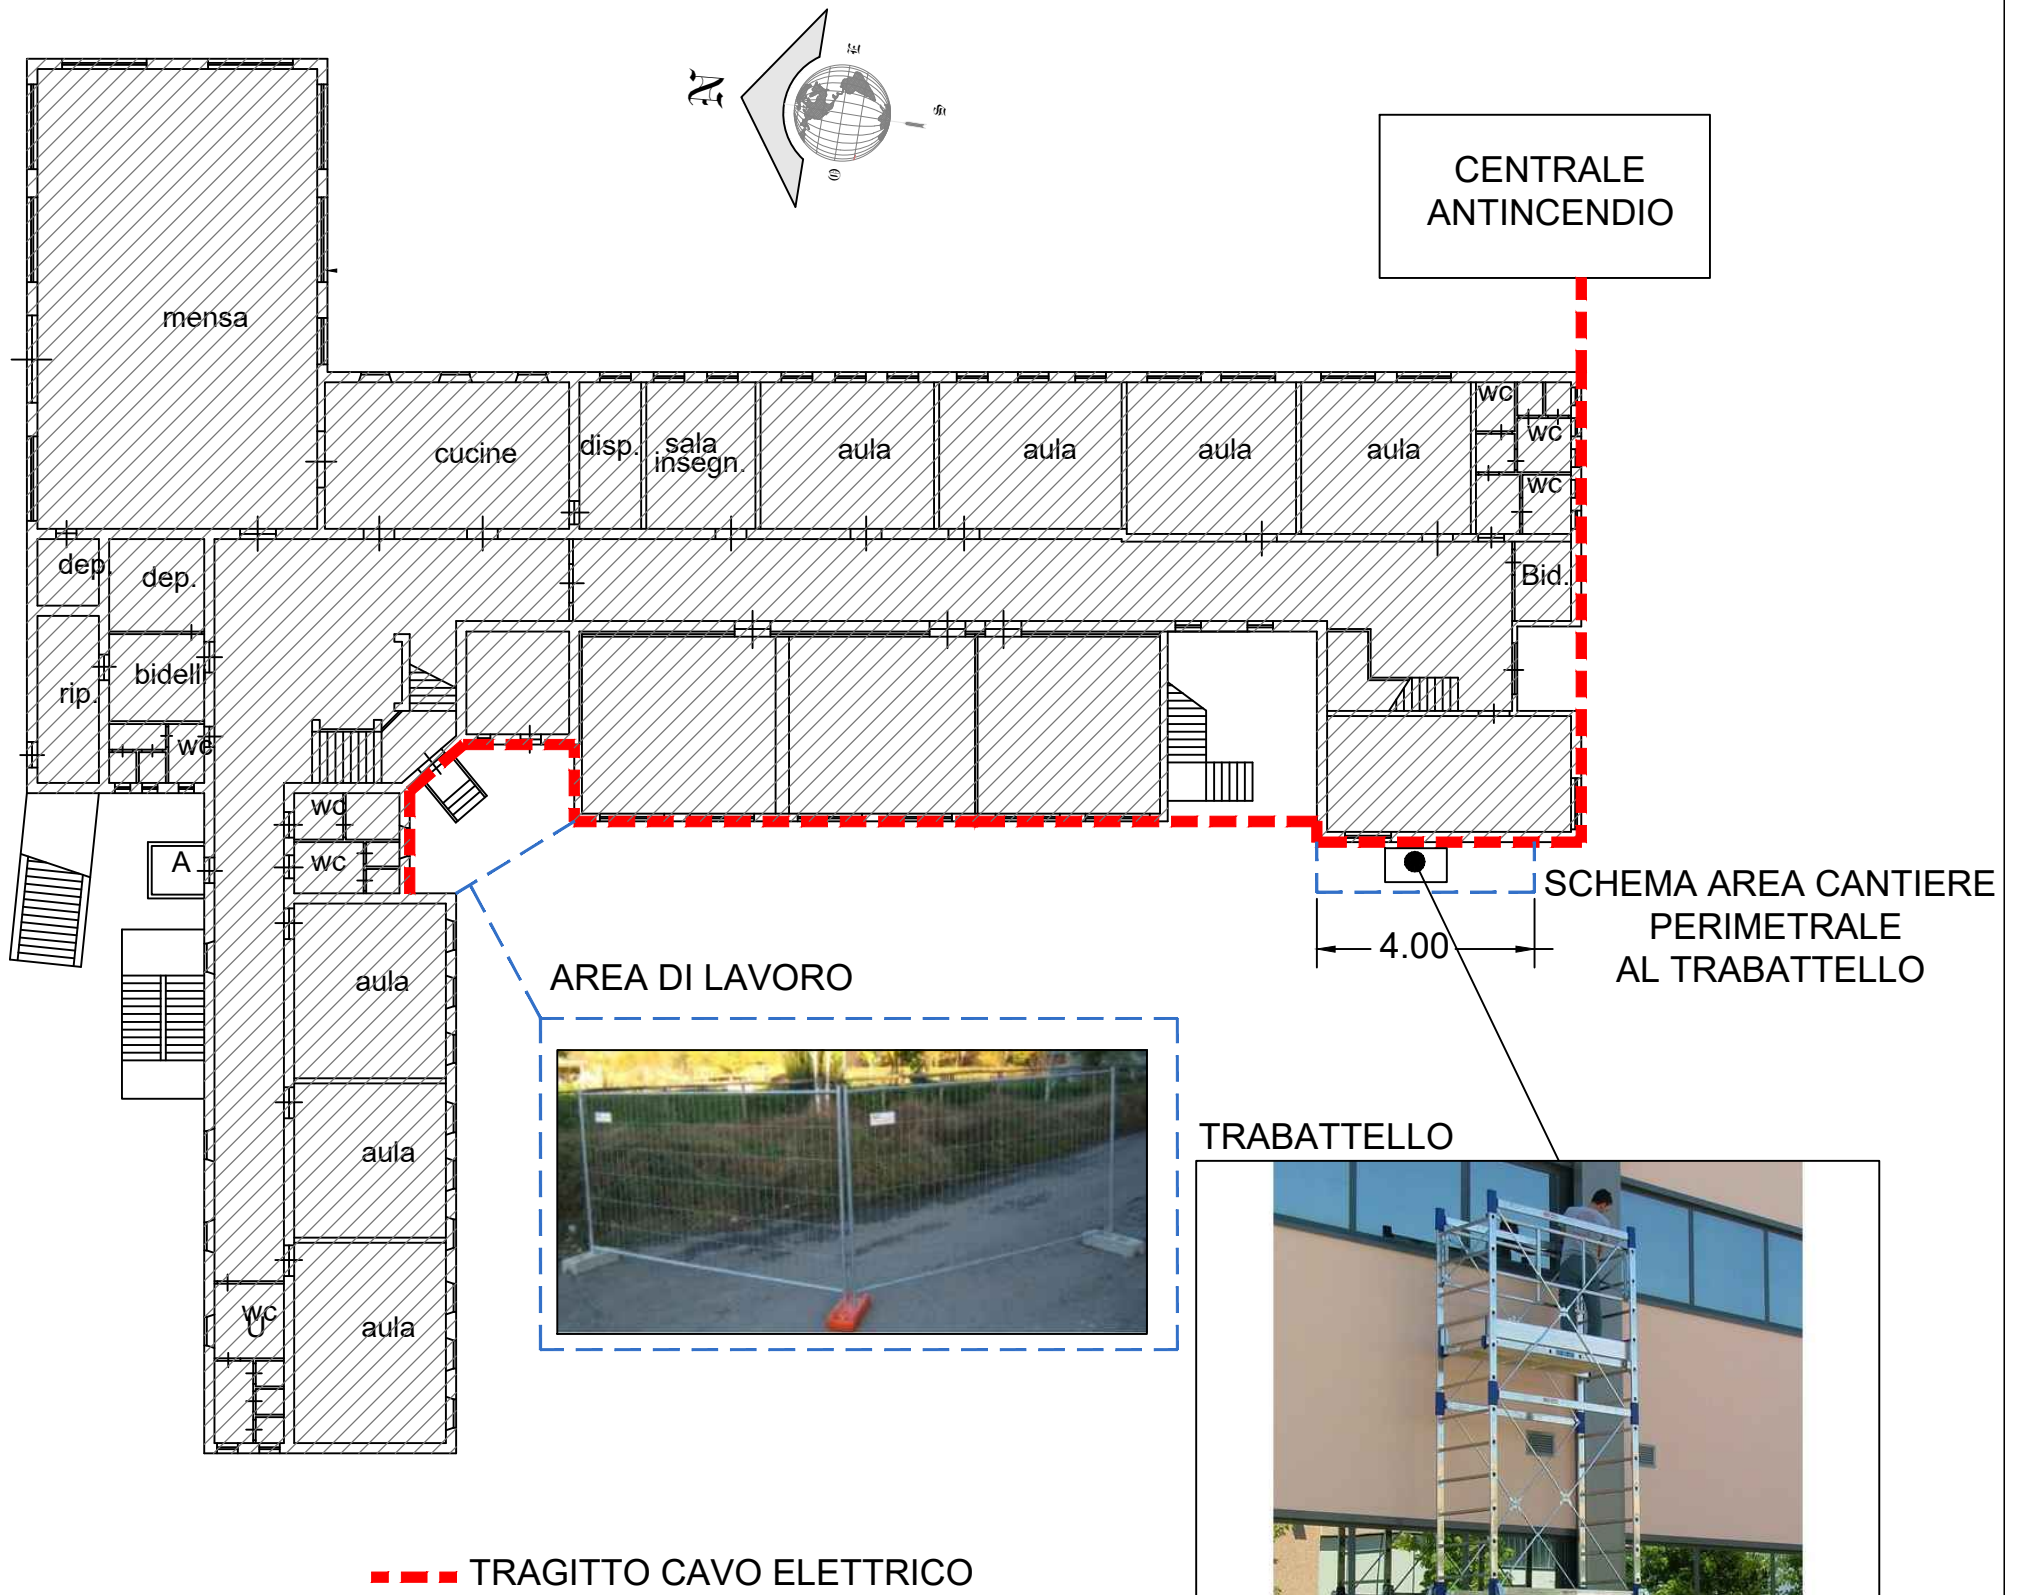 N
E
S
O
CENTRALE
ANTINCENDIO
mensa
cucine
disp.
sala
insegn.
aula
aula
aula
aula
wc
wc
wc
Bid.
dep.
dep.
bidelli
rip.
wc
wc
wc
A
aula
aula
aula
wc
U
4.00
SCHEMA AREA CANTIERE
PERIMETRALE
AL TRABATTELLO
AREA DI LAVORO
TRABATTELLO
TRAGITTO CAVO ELETTRICO